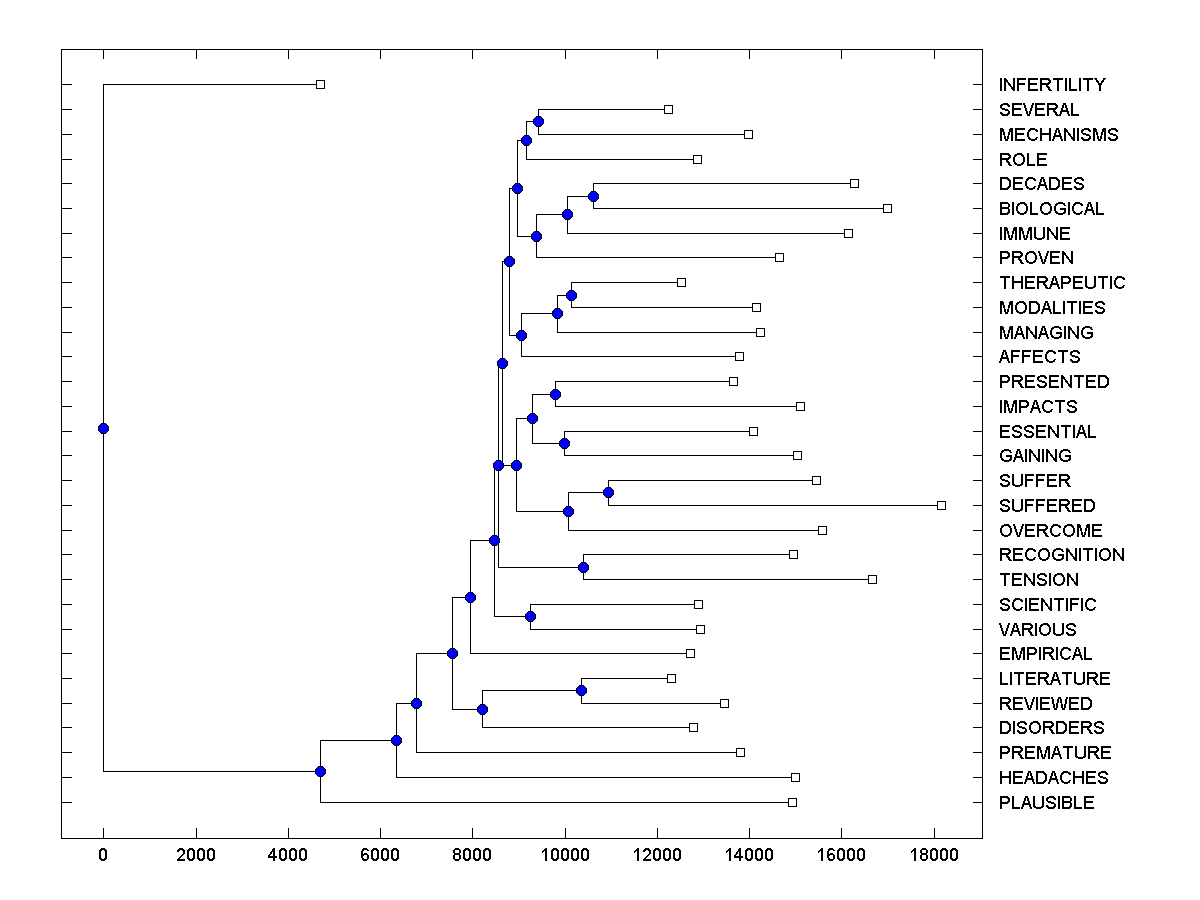 INFERTILITY
SEVERAL
MECHANISMS
ROLE
DECADES
BIOLOGICAL
IMMUNE
PROVEN
THERAPEUTIC
MODALITIES
MANAGING
AFFECTS
PRESENTED
IMPACTS
ESSENTIAL
GAINING
SUFFER
SUFFERED
OVERCOME
RECOGNITION
TENSION
SCIENTIFIC
VARIOUS
EMPIRICAL
LITERATURE
REVIEWED
DISORDERS
PREMATURE
HEADACHES
PLAUSIBLE
0 2000 4000 6000 8000 10000 12000 14000 16000 18000